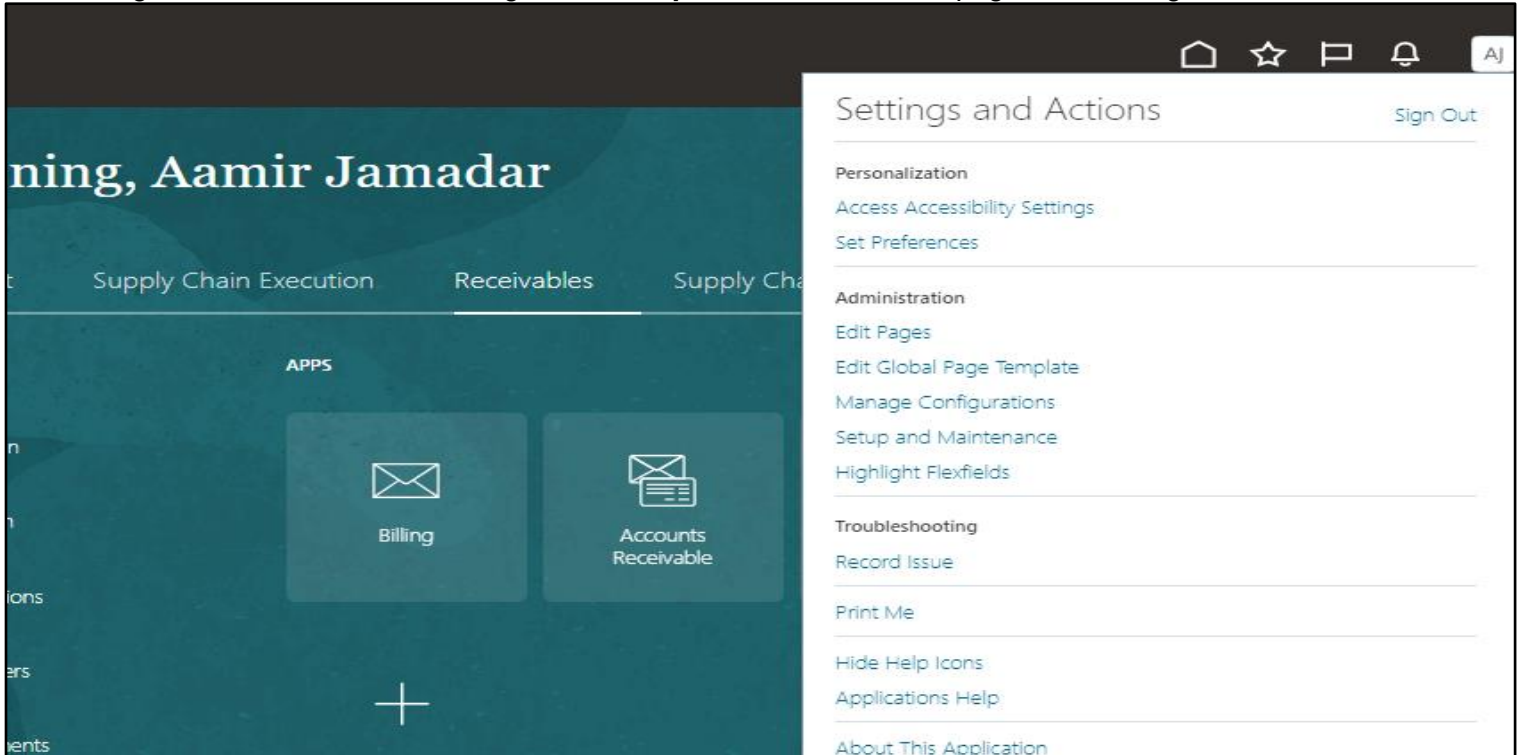 AJ
Settings and Actions
Sign Out
ning, Aamir Jamadar
Personalization
Access Accessibility Settings
Set Preferences
Supply Chain Execution
Receivables
Supply Cha
Administration
Edit Pages
Edit Global Page Template
Manage Configurations
Setup and Maintenance
Highlight Flexfields
APPS
Billing
Accounts
Receivable
Troubleshooting
Record Issue
ions
Print Me
ers
Hide Help Icons
Applications Help
ments
About This Application